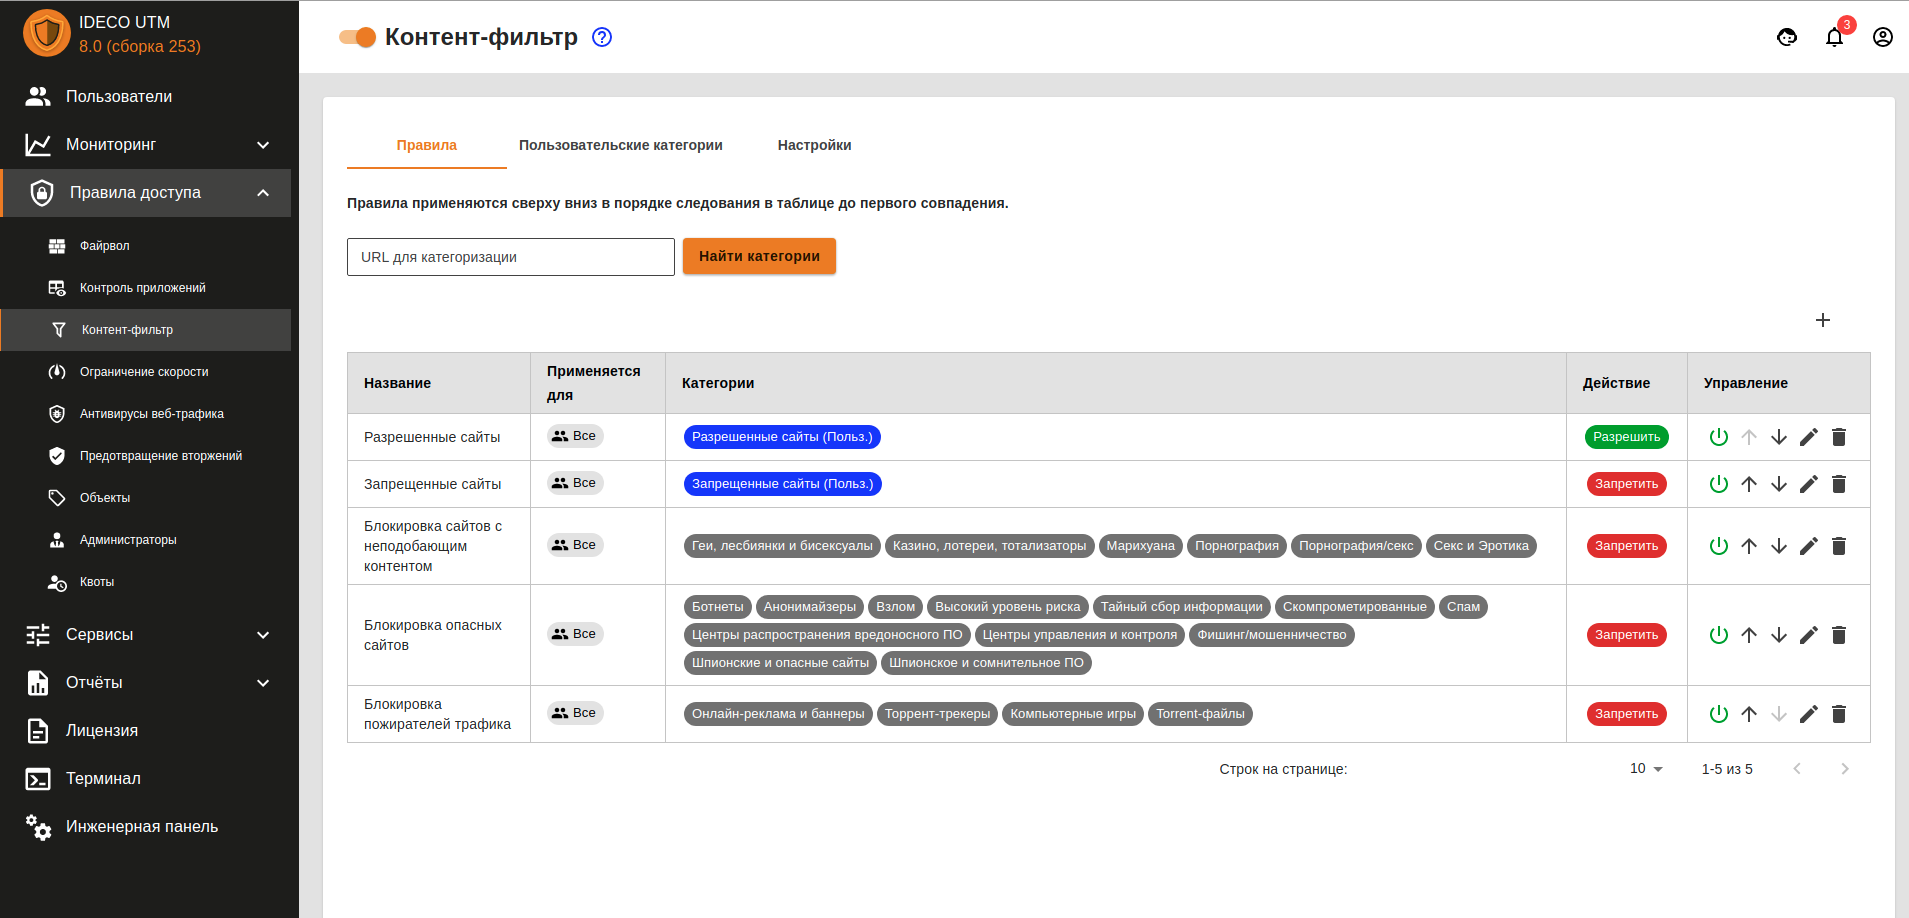 IDECO UTM
8.0 (сборка 253)
Пользователи
Мониторинг
Правила доступа
Файрвол
Контроль приложений
Контент-фильтр
Ограничение скорости
Антивирусы веб-трафика
Предотвращение вторжений
Объекты
Администраторы
Квоты
Сервисы
Отчёты
Лицензия
Терминал
Инженерная панель
Контент-фильтр
3
Правила Пользовательские категории Настройки
Правила применяются сверху вниз в порядке следования в таблице до первого совпадения.
URL для категоризации Найти категории
Название Применяется для Категории Действие Управление
Разрешенные сайты Все Разрешенные сайты (Польз.) Разрешить
Запрещенные сайты Все Запрещенные сайты (Польз.) Запретить
Блокировка сайтов с
неподобающим
контентом
Все
Геи, лесбиянки и бисексуалы Казино, лотереи, тотализаторы Марихуана Порнография Порнография/секс Секс и Эротика
Запретить
Блокировка опасных
сайтов
Все
Ботнеты Анонимайзеры Взлом Высокий уровень риска Тайный сбор информации Скомпрометированные Спам
Центры распространения вредоносного ПО Центры управления и контроля Фишинг/мошенничество
Шпионские и опасные сайты Шпионское и сомнительное ПО
Запретить
Блокировка
пожирателей трафика
Все
Онлайн-реклама и баннеры Торрент-трекеры Компьютерные игры Torrent-файлы
Запретить
Строк на странице: 10 1-5 из 5